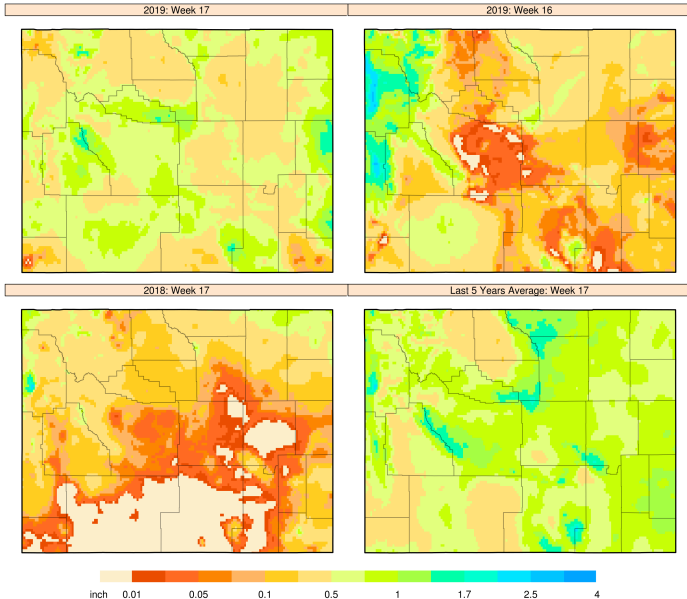 2019: Week 17
2019: Week 16
2018: Week 17
Last 5 Years Average: Week 17
inch 0.01 0.05 0.1 0.5 1 1.7 2.5 4